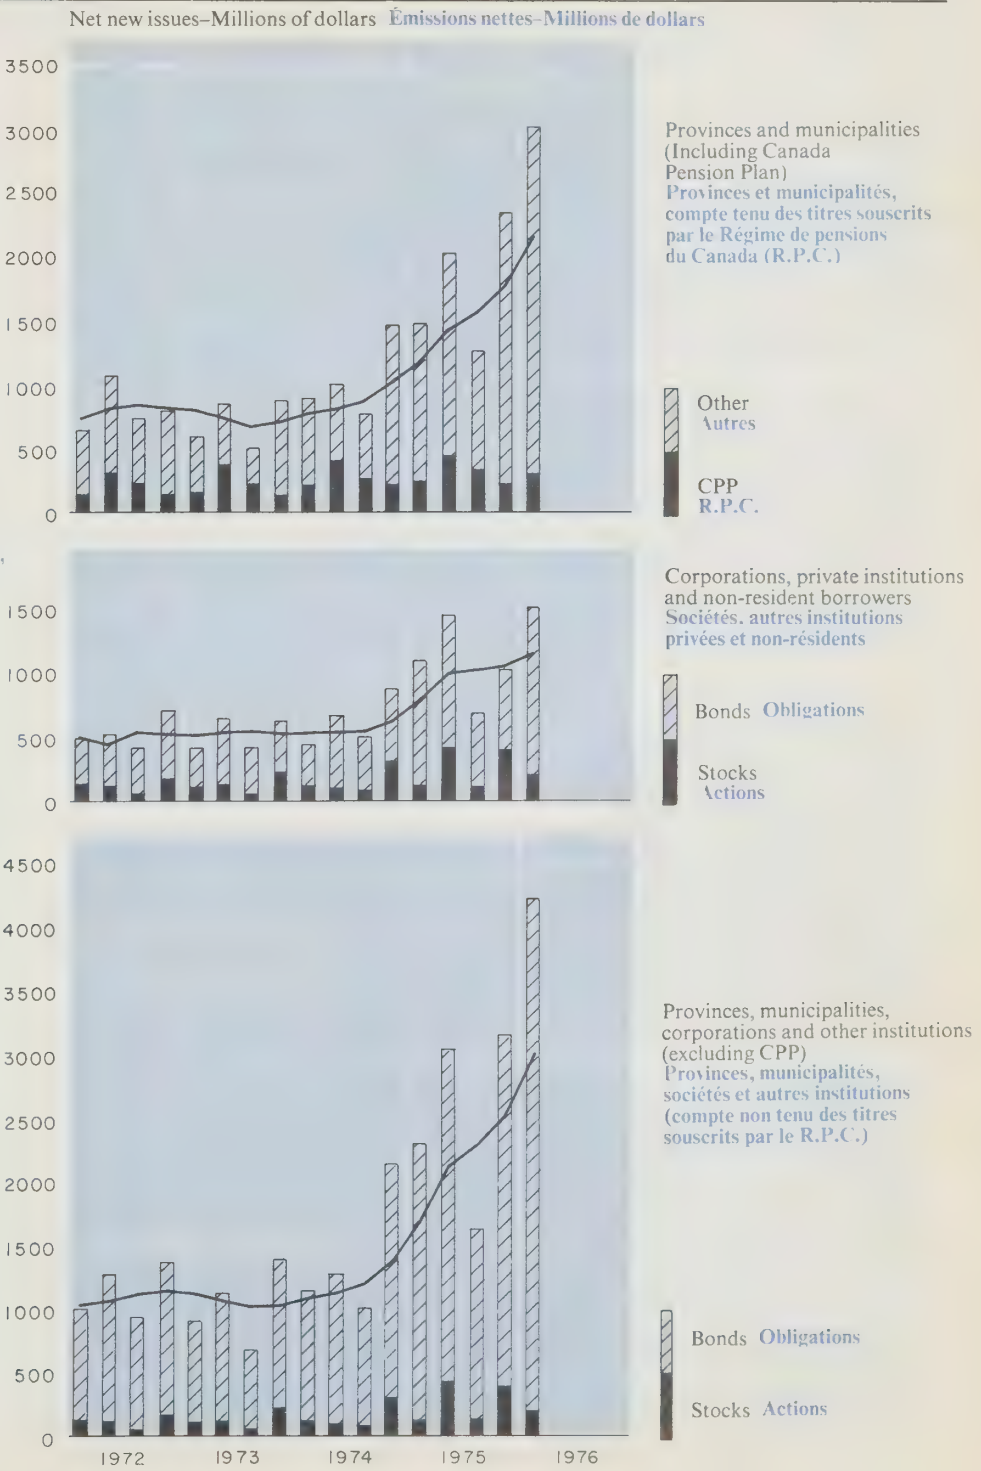 Net new issues–Millions of dollars Émissions nettes–Millions de dollars
3500
3000
2500
2000
1500
1000
500
0
Provinces and municipalities
(Including Canada
Pension Plan)
Provinces et municipalités,
compte tenu des titres souscrits
par le Régime de pensions
du Canada (R.P.C.)
Other
Autres
CPP
R.P.C.
1500
1000
500
0
Corporations, private institutions
and non-resident borrowers
Sociétés. autres institutions
privées et non-résidents
Bonds Obligations
Stocks
Actions
4500
4000
3500
3000
2500
2000
1500
1000
500
0
Provinces, municipalities,
corporations and other institutions
(excluding CPP)
Provinces, municipalités,
sociétés et autres institutions
(compte non tenu des titres
souscrits par le R.P.C.)
Bonds Obligations
Stocks Actions
1972 1973 1974 1975 1976